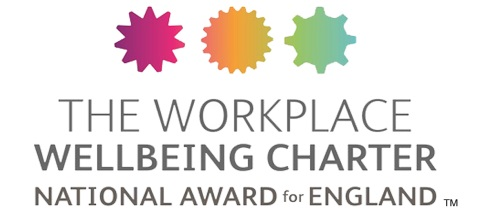 THE WORKPLACE
WELLBEING CHARTER
NATIONAL AWARD for ENGLAND ™